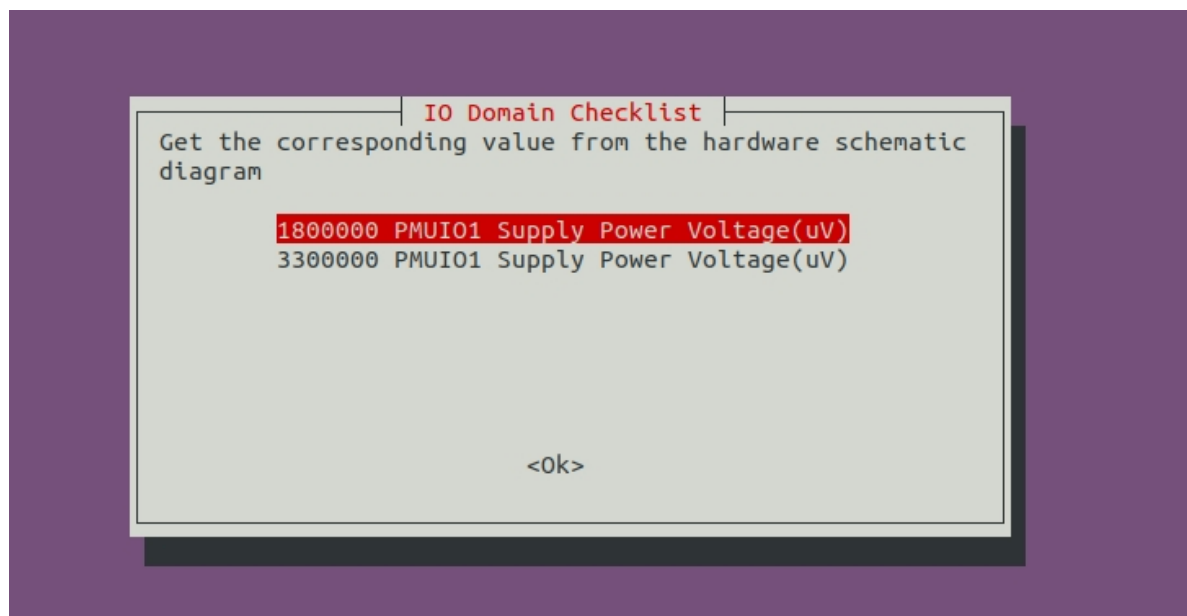 IO Domain Checklist
Get the corresponding value from the hardware schematic
diagram
1800000 PMUIO1 Supply Power Voltage(uV)
3300000 PMUIO1 Supply Power Voltage(uV)
<Ok>